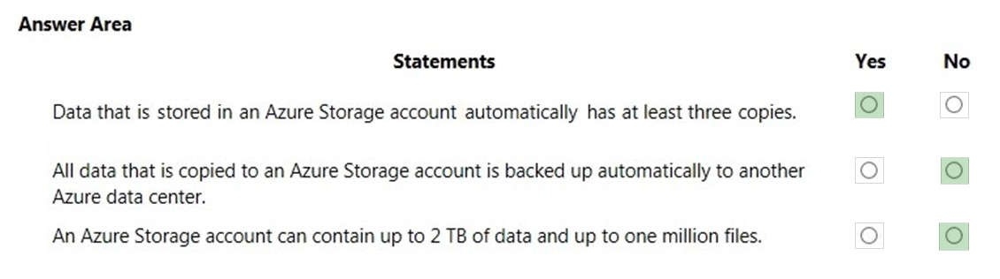 Answer Area
Statements Yes No
Data that is stored in an Azure Storage account automatically has at least three copies.
All data that is copied to an Azure Storage account is backed up automatically to another
Azure data center.
An Azure Storage account can contain up to 2 TB of data and up to one million files.